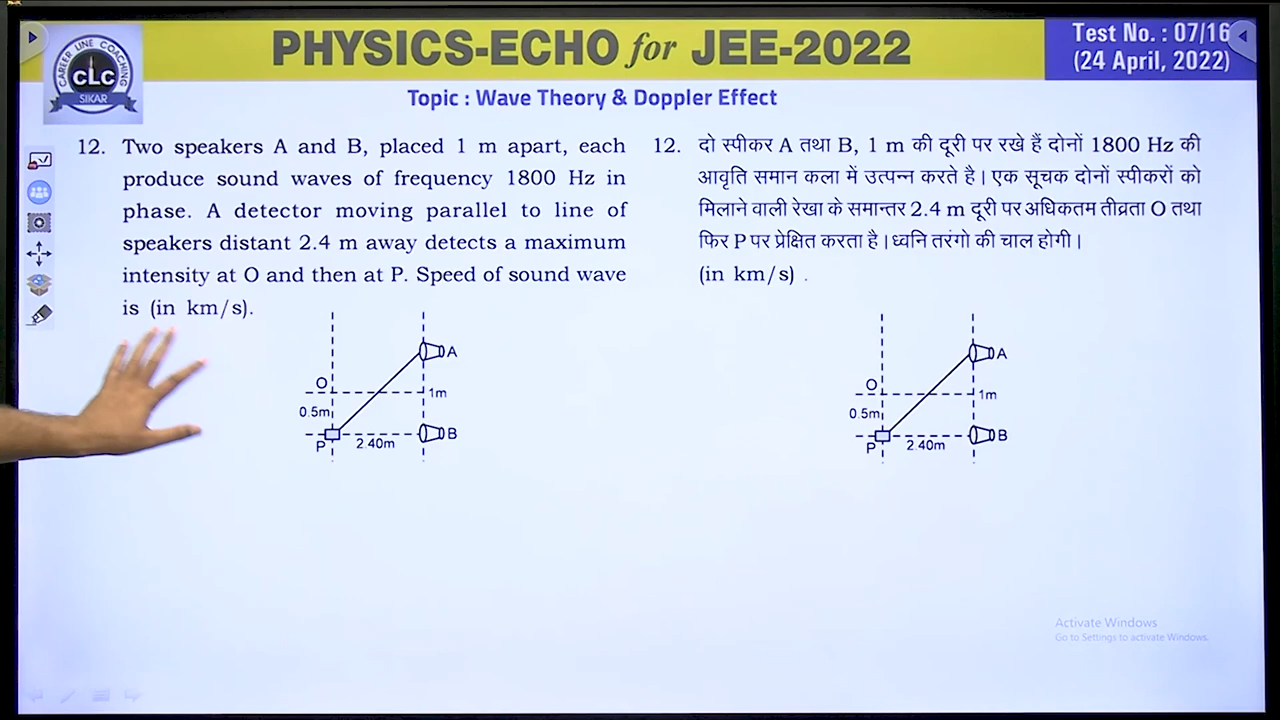 PHYSICS-ECHO for JEE-2022
Test No. : 07/16
(24 April, 2022)
CAREER LINE COACHING
CLC
SIKAR
Topic : Wave Theory & Doppler Effect
12. Two speakers A and B, placed 1 m apart, each
produce sound waves of frequency 1800 Hz in
phase. A detector moving parallel to line of
speakers distant 2.4 m away detects a maximum
intensity at O and then at P. Speed of sound wave
is (in km/s).
A
O
1m
0.5m
B
P
2.40m
12. दो स्पीकर A तथा B, 1 m की दूरी पर रखे हैं दोनों 1800 Hz की
आवृति समान कला में उत्पन्न करते है। एक सूचक दोनों स्पीकरों को
मिलाने वाली रेखा के समान्तर 2.4 m दूरी पर अधिकतम तीव्रता O तथा
फिर P पर प्रेक्षित करता है। ध्वनि तरंगो की चाल होगी।
(in km/s) .
A
O
1m
0.5m
B
P
2.40m
Activate Windows
Go to Settings to activate Windows.